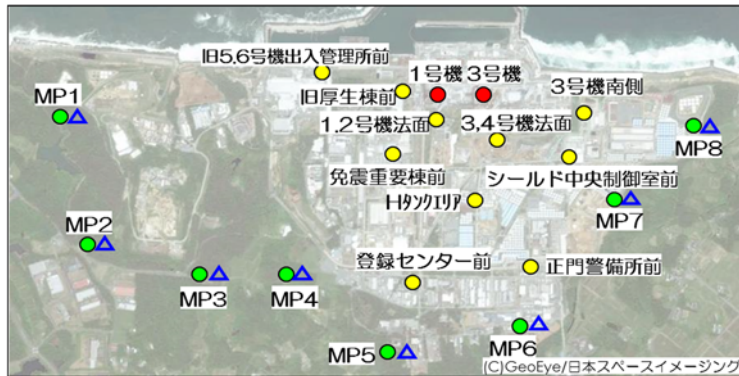 旧5.6号機出入管理所前
1号機 3号機
MP1
旧厚生棟前
3号機南側
1.2号機法面
3,4号機法面
MP8
免震重要棟前
シールド中央制御室前
Hﾀﾝｸｴﾘｱ
MP7
MP2
登録センター前
正門警備所前
MP3
MP4
MP5
MP6
(C)GeoEye/日本スペースイメージング